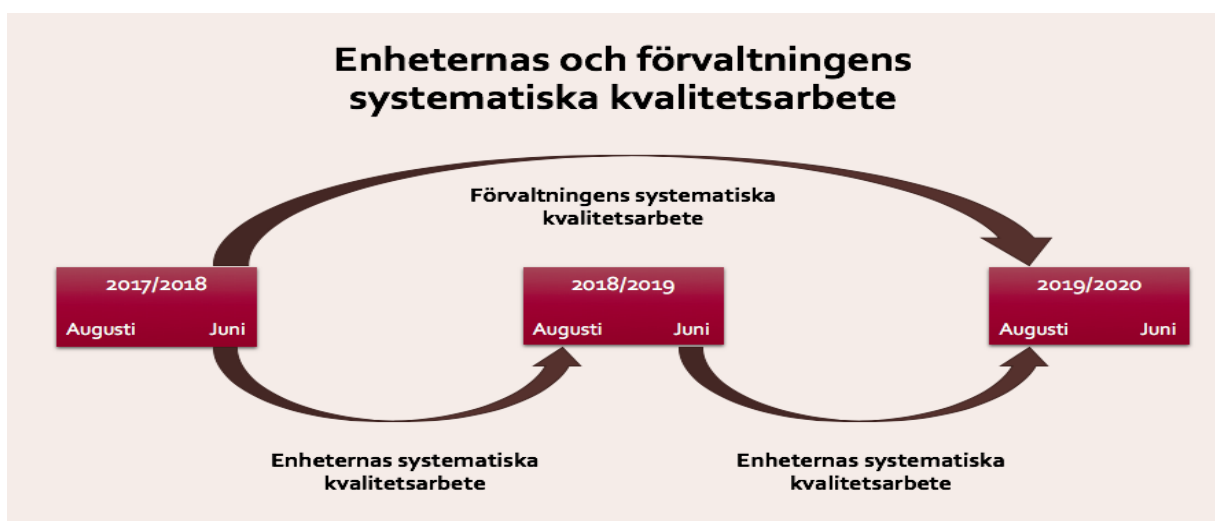 Enheternas och förvaltningens
systematiska kvalitetsarbete
Förvaltningens systematiska
kvalitetsarbete
2017/2018
Augusti Juni
2018/2019
Augusti Juni
2019/2020
Augusti Juni
Enheternas systematiska
kvalitetsarbete
Enheternas systematiska
kvalitetsarbete